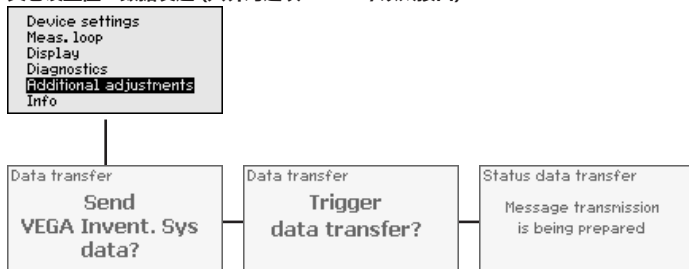 Device settings
Meas. loop
Display
Diagnostics
Additional adjustments
Info
Data transfer
Send
VEGA Invent. Sys
data?
Data transfer
Trigger
data transfer?
Status data transfer
Message transmission
is being prepared